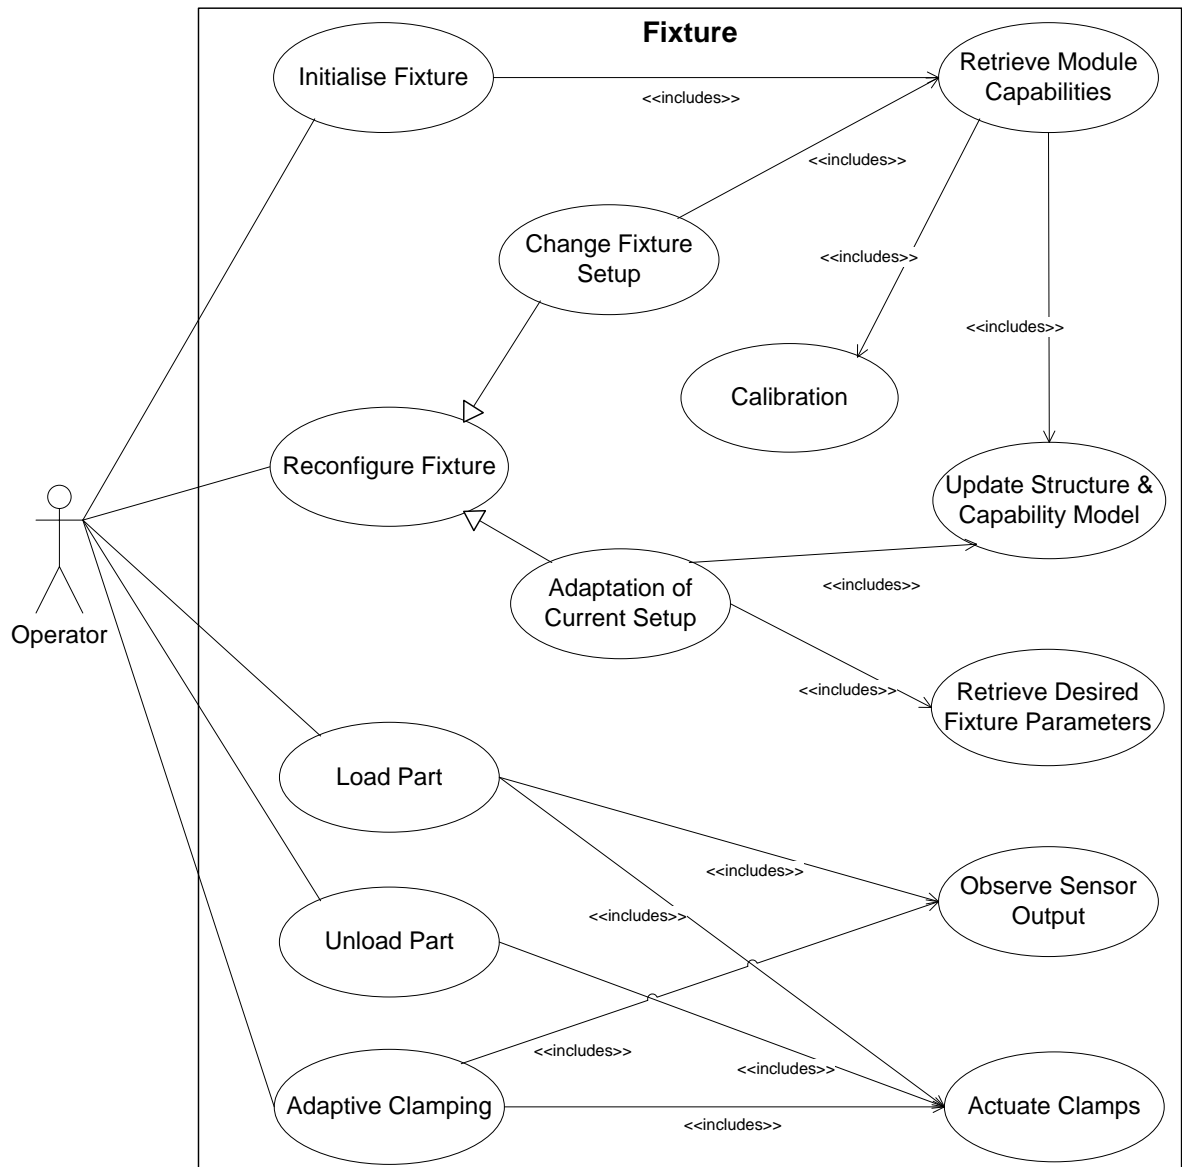 Fixture
Initialise Fixture
<<includes>>
Retrieve Module
Capabilities
<<includes>>
Change Fixture
Setup
<<includes>>
<<includes>>
Calibration
Reconfigure Fixture
Update Structure &
Capability Model
Operator
Adaptation of
Current Setup
<<includes>>
<<includes>>
Retrieve Desired
Fixture Parameters
Load Part
<<includes>>
Observe Sensor
Output
<<includes>>
Unload Part
<<includes>>
<<includes>>
Adaptive Clamping
<<includes>>
Actuate Clamps